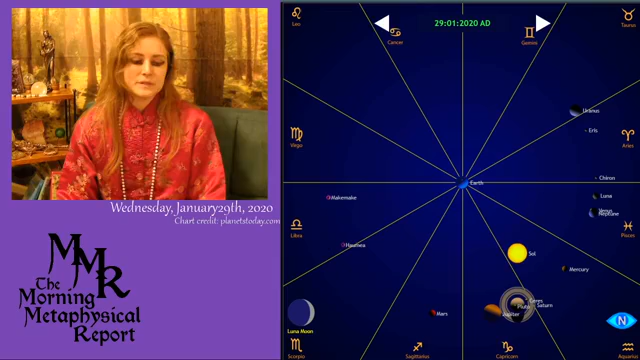 Leo
Cancer
29:01:2020 AD
Gemini
Taurus
Uranus
Eris
Virgo
Aries
Earth
Chiron
Makemake
Luna
Venus
Neptune
Wednesday, January29th, 2020
Chart credit: planetstoday.com
Libra
Pisces
Haumea
Sol
Mercury
MMR
The
Morning
Metaphysical
Report
Ceres
Pluto
Saturn
Mars
Jupiter
N
Luna Moon
Scorpio
Sagittarius
Capricorn
Aquarius